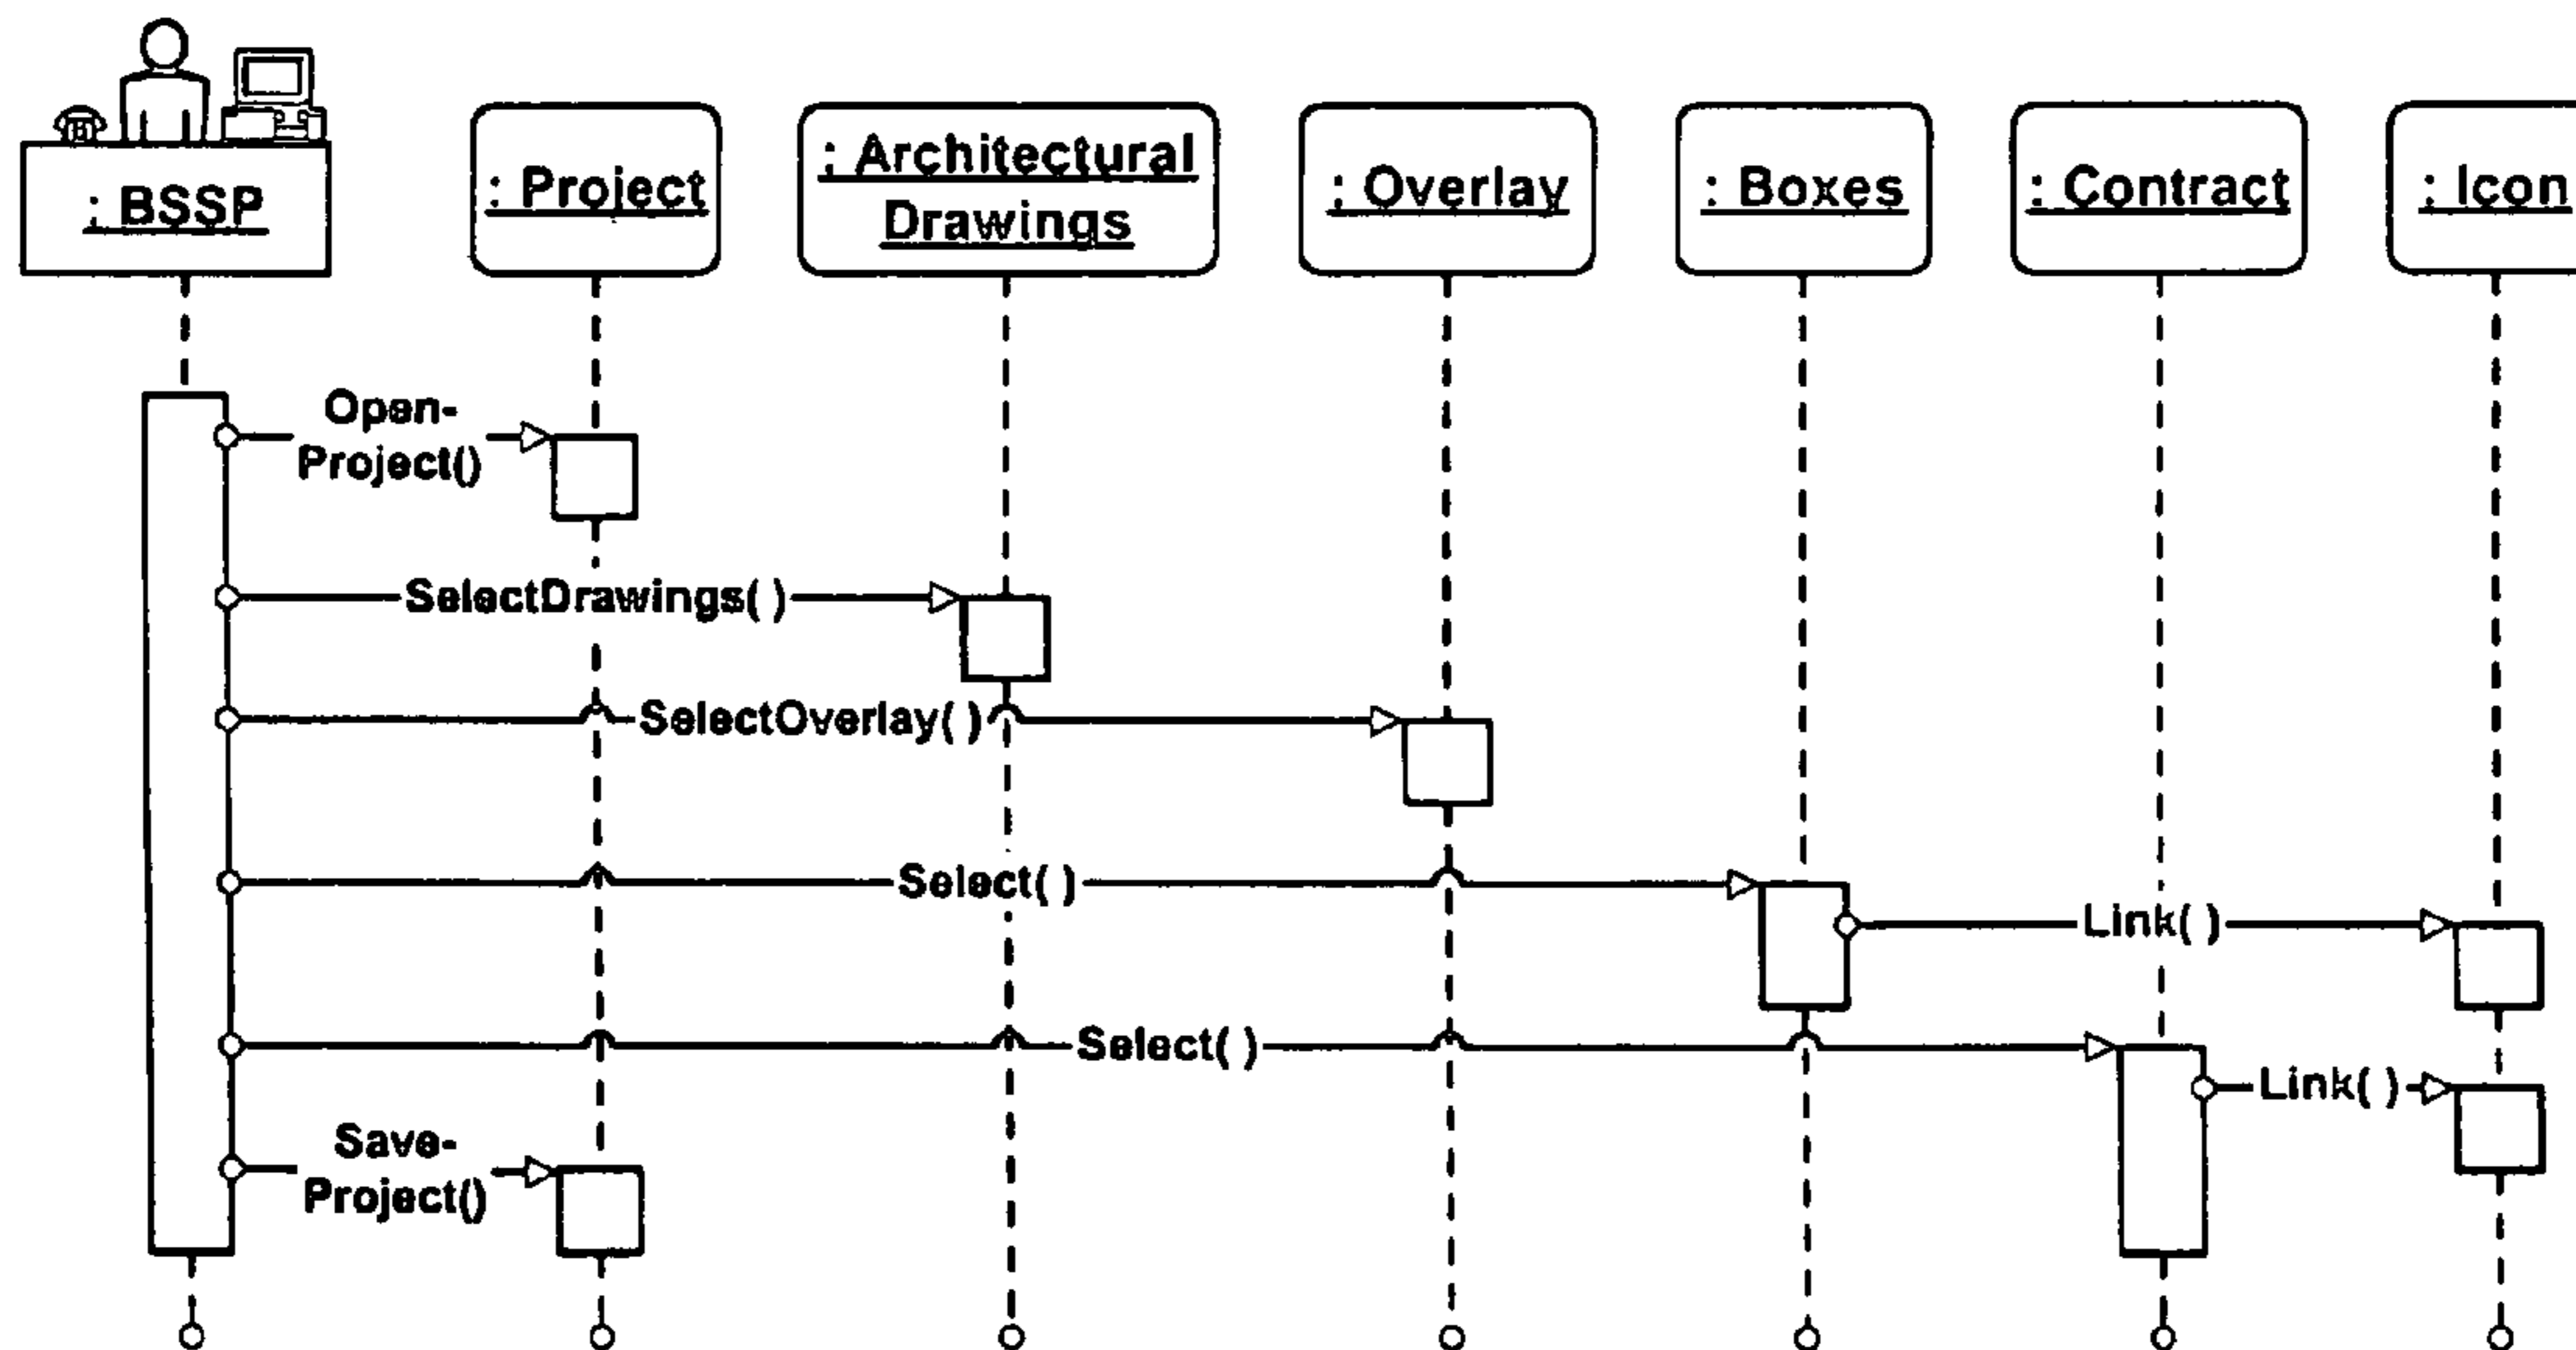 : BSSP
: Project
: Architectural
Drawings
: Overlay
: Boxes
: Contract
: Icon
Open-
Project()
SelectDrawings( )
SelectOverlay( )
Select( )
Link( )
Select( )
Link( )
Save-
Project()